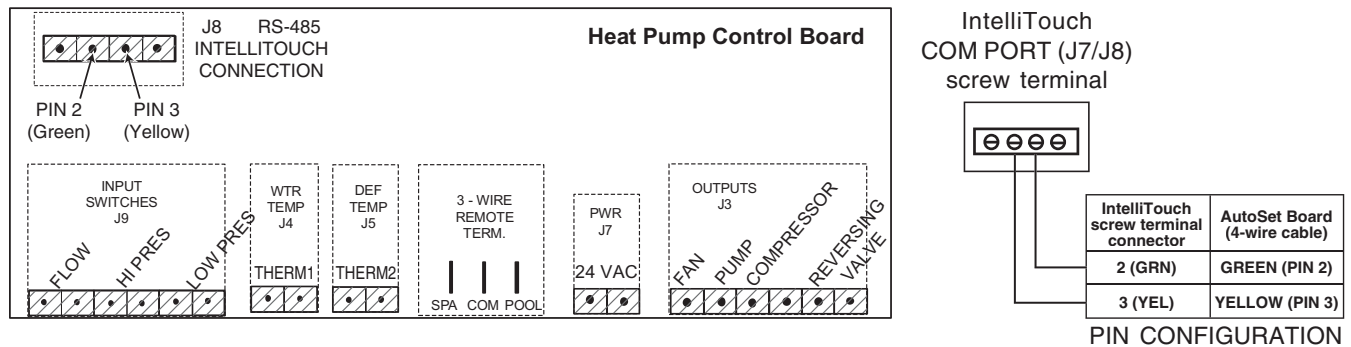 J8 RS-485
INTELLITOUCH
CONNECTION
Heat Pump Control Board
PIN 2
(Green)
PIN 3
(Yellow)
INPUT
SWITCHES
J9
FLOW
HI PRES
LOW PRES
WTR
TEMP
J4
THERM1
DEF
TEMP
J5
THERM2
3 - WIRE
REMOTE
TERM.
SPA COM POOL
PWR
J7
24 VAC
OUTPUTS
J3
FAN
PUMP
COMPRESSOR
REVERSING
VALVE
IntelliTouch
COM PORT (J7/J8)
screw terminal
IntelliTouch
screw terminal
connector
AutoSet Board
(4-wire cable)
2 (GRN) GREEN (PIN 2)
3 (YEL) YELLOW (PIN 3)
PIN CONFIGURATION